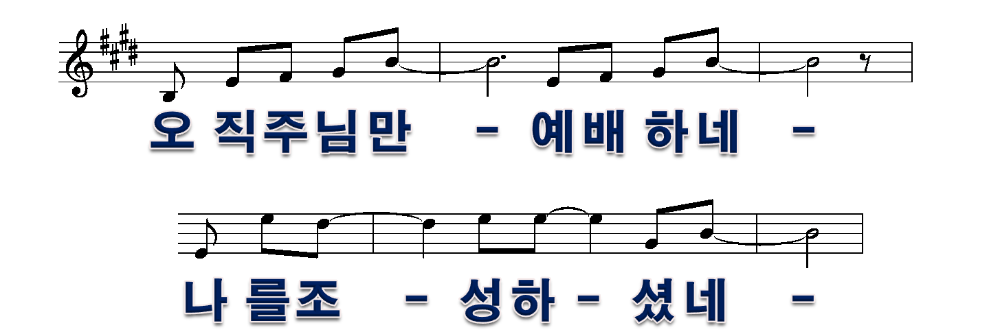 오 직주님만 - 예배 하네 -
나 를조 - 성하 - 셨네 -